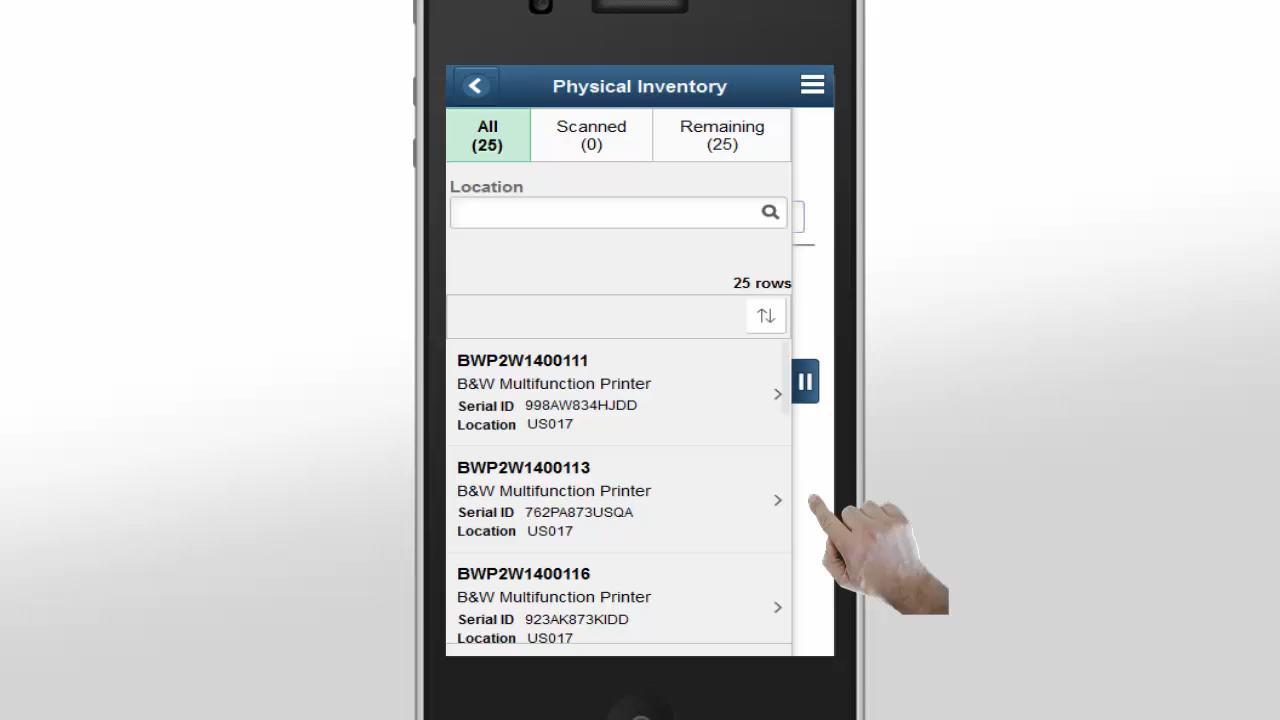 Physical Inventory
All
(25)
Scanned
(0)
Remaining
(25)
Location
25 rows
BWP2W1400111
B&W Multifunction Printer
Serial ID 998AW834HJDD
Location US017
BWP2W1400113
B&W Multifunction Printer
Serial ID 762PA873USQA
Location US017
BWP2W1400116
B&W Multifunction Printer
Serial ID 923AK873KIDD
Location US017